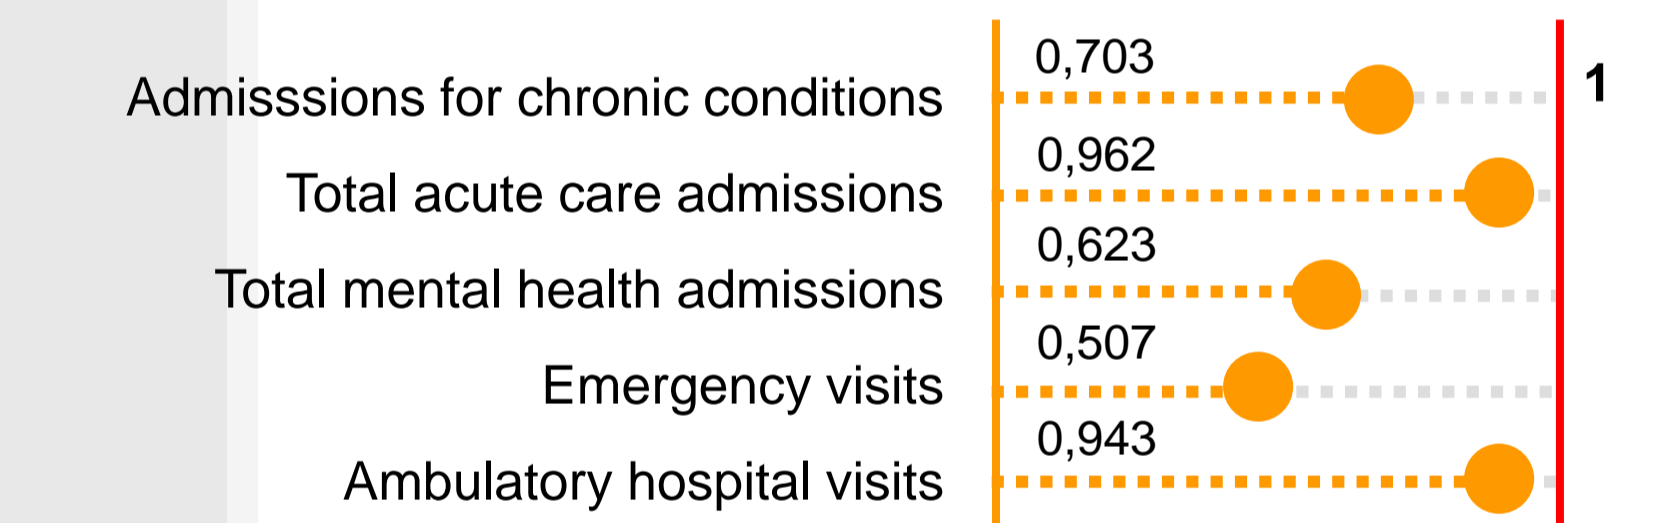 0,703
Admisssions for chronic conditions
1
0,962
Total acute care admissions
0,623
Total mental health admissions
0,507
Emergency visits
0,943
Ambulatory hospital visits